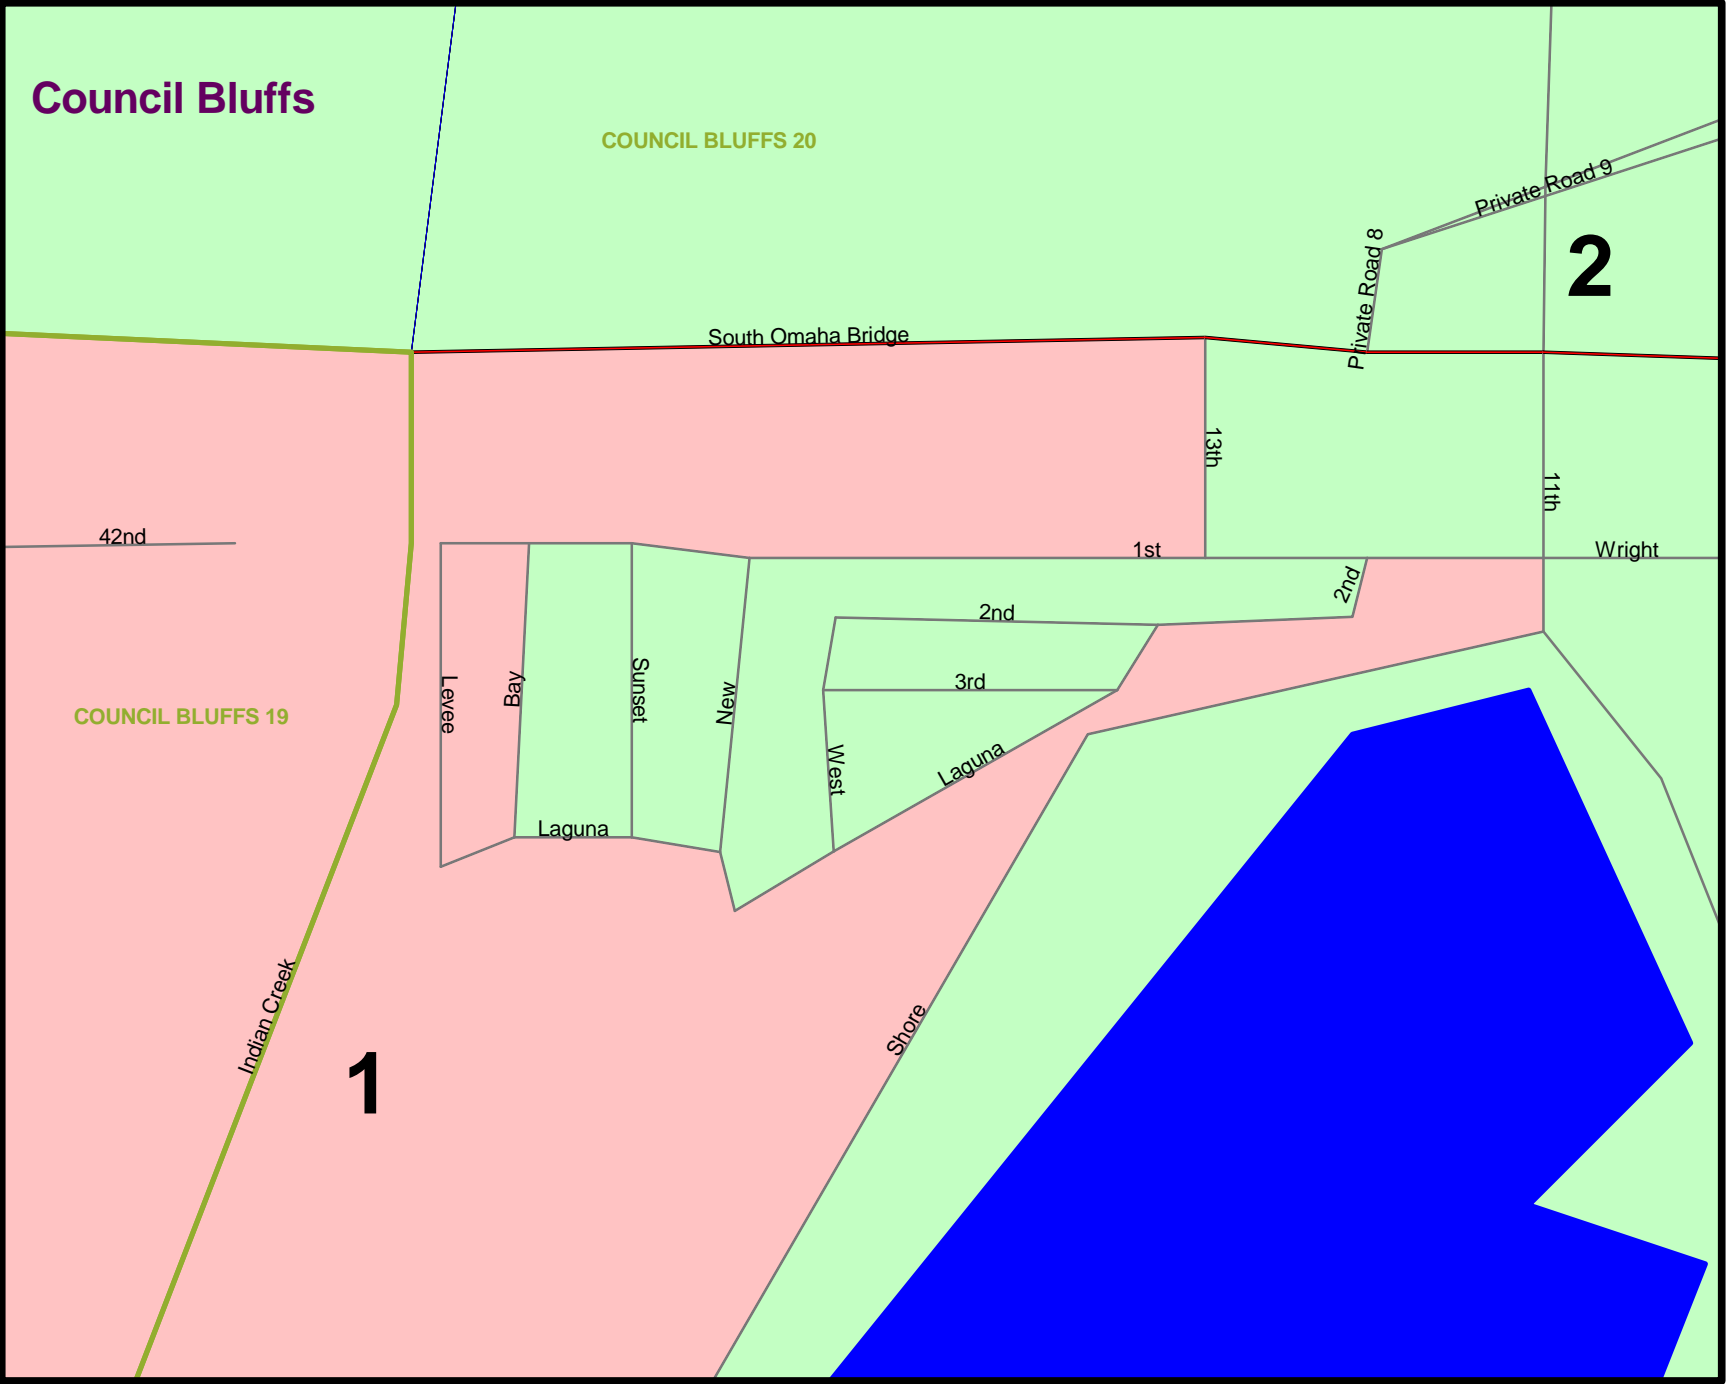 Council Bluffs
COUNCIL BLUFFS 20
Private Road 9
2
Private Road 8
South Omaha Bridge
13th
11th
42nd
1st
Wright
2nd
2nd
3rd
Levee
Bay
Sunset
New
West
Laguna
COUNCIL BLUFFS 19
Laguna
Indian Creek
Shore
1